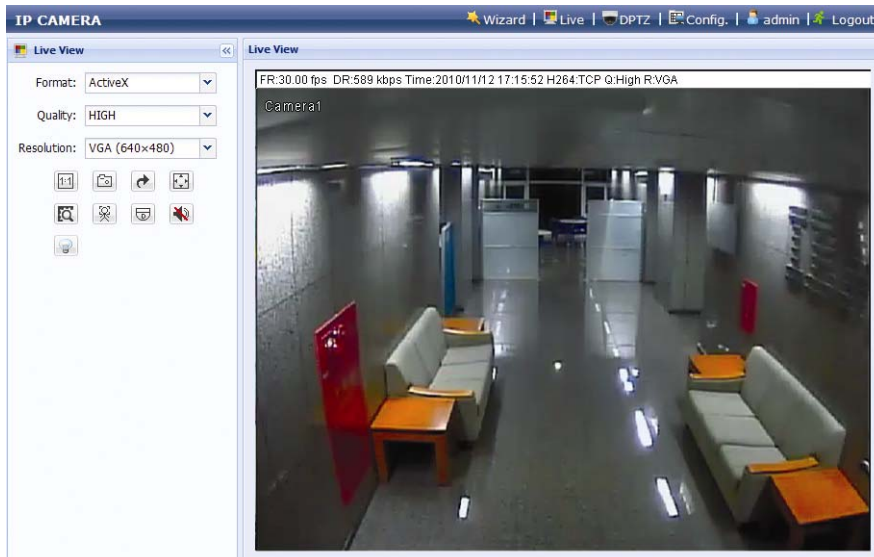 IP CAMERA
Wizard | Live | DPTZ | Config. | admin | Logout
Live View
Live View
Format: ActiveX
Quality: HIGH
Resolution: VGA (640×480)
1:1
FR:30.00 fps DR:589 kbps Time:2010/11/12 17:15:52 H264:TCP Q:High R:VGA
Camera1